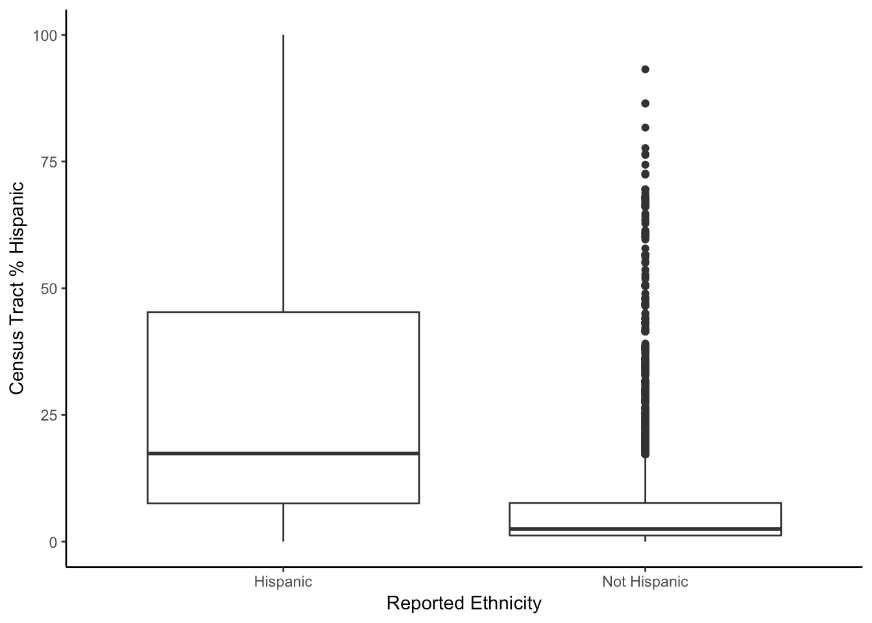 Census Tract % Hispanic
100
75
50
25
0
Hispanic
Not Hispanic
Reported Ethnicity